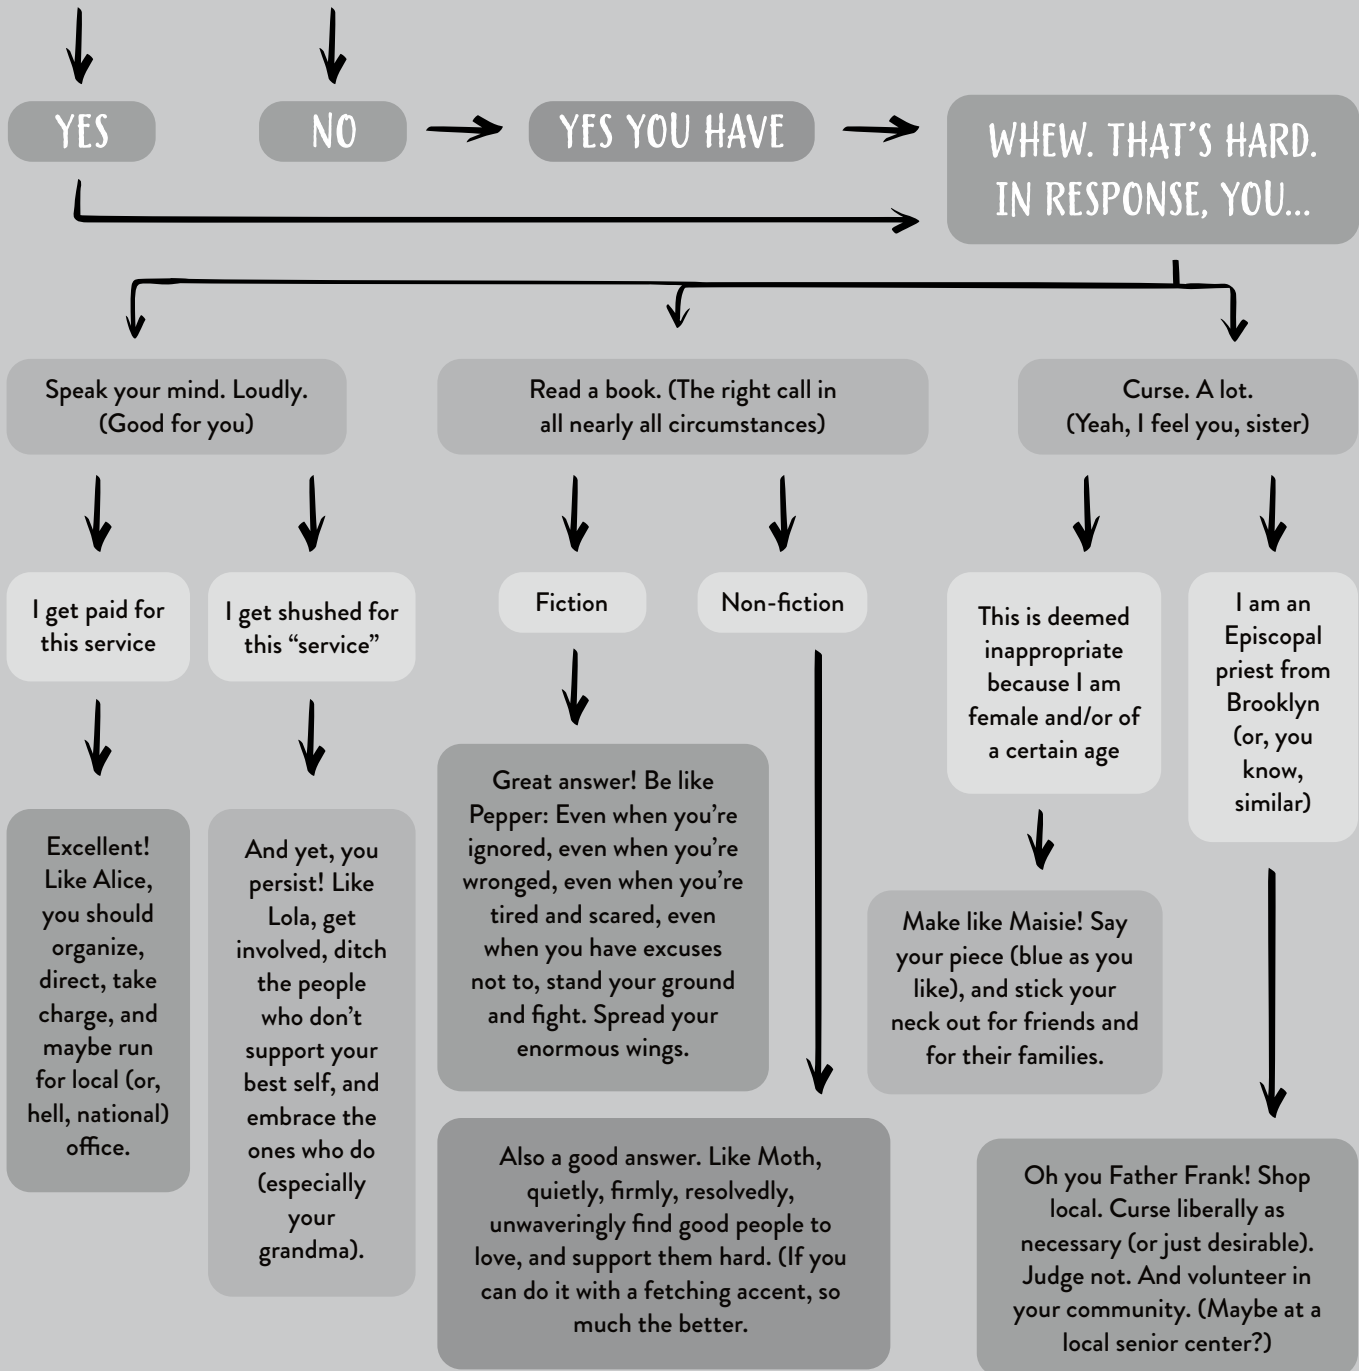 YES
NO
YES YOU HAVE
WHEW. THAT'S HARD.
IN RESPONSE, YOU...
Speak your mind. Loudly.
(Good for you)
Read a book. (The right call in
all nearly all circumstances)
Curse. A lot.
(Yeah, I feel you, sister)
I get paid for
this service
I get shushed for
this “service”
Fiction
Non-fiction
This is deemed
inappropriate
because I am
female and/or of
a certain age
I am an
Episcopal
priest from
Brooklyn
(or, you
know,
similar)
Excellent!
Like Alice,
you should
organize,
direct, take
charge, and
maybe run
for local (or,
hell, national)
office.
And yet, you
persist! Like
Lola, get
involved, ditch
the people
who don’t
support your
best self, and
embrace the
ones who do
(especially
your
grandma).
Great answer! Be like
Pepper: Even when you’re
ignored, even when you’re
wronged, even when you’re
tired and scared, even
when you have excuses
not to, stand your ground
and fight. Spread your
enormous wings.
Also a good answer. Like Moth,
quietly, firmly, resolvedly,
unwaveringly find good people to
love, and support them hard. (If you
can do it with a fetching accent, so
much the better.
Make like Maisie! Say
your piece (blue as you
like), and stick your
neck out for friends and
for their families.
Oh you Father Frank! Shop
local. Curse liberally as
necessary (or just desirable).
Judge not. And volunteer in
your community. (Maybe at a
local senior center?)